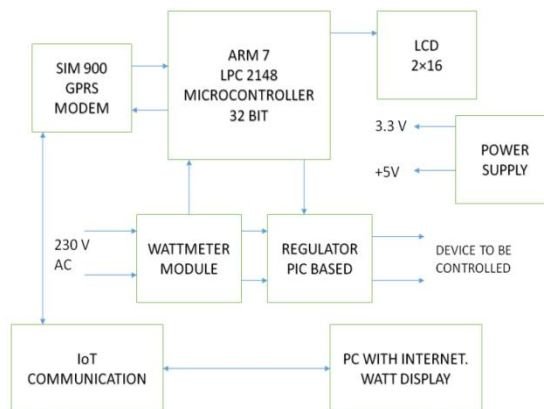 SIM 900
GPRS
MODEM
ARM 7
LPC 2148
MICROCONTROLLER
32 BIT
LCD
2×16
3.3 V
+5V
POWER
SUPPLY
230 V
AC
WATTMETER
MODULE
REGULATOR
PIC BASED
DEVICE TO BE
CONTROLLED
IoT
COMMUNICATION
PC WITH INTERNET.
WATT DISPLAY